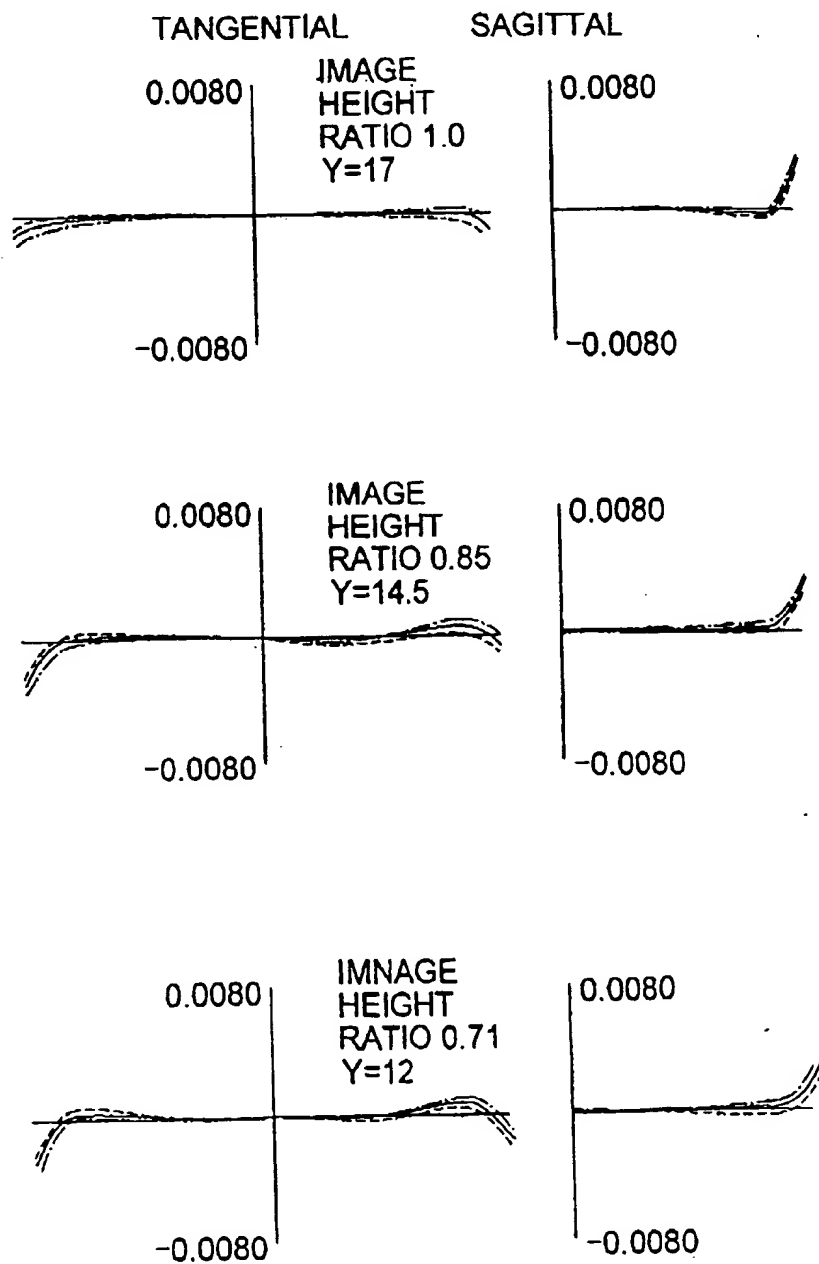 TANGENTIAL SAGITTAL
0.0080
IMAGE
HEIGHT
RATIO 1.0
Y=17
0.0080
-0.0080
-0.0080
0.0080
IMAGE
HEIGHT
RATIO 0.85
Y=14.5
0.0080
-0.0080
-0.0080
0.0080
IMNAGE
HEIGHT
RATIO 0.71
Y=12
0.0080
-0.0080
-0.0080